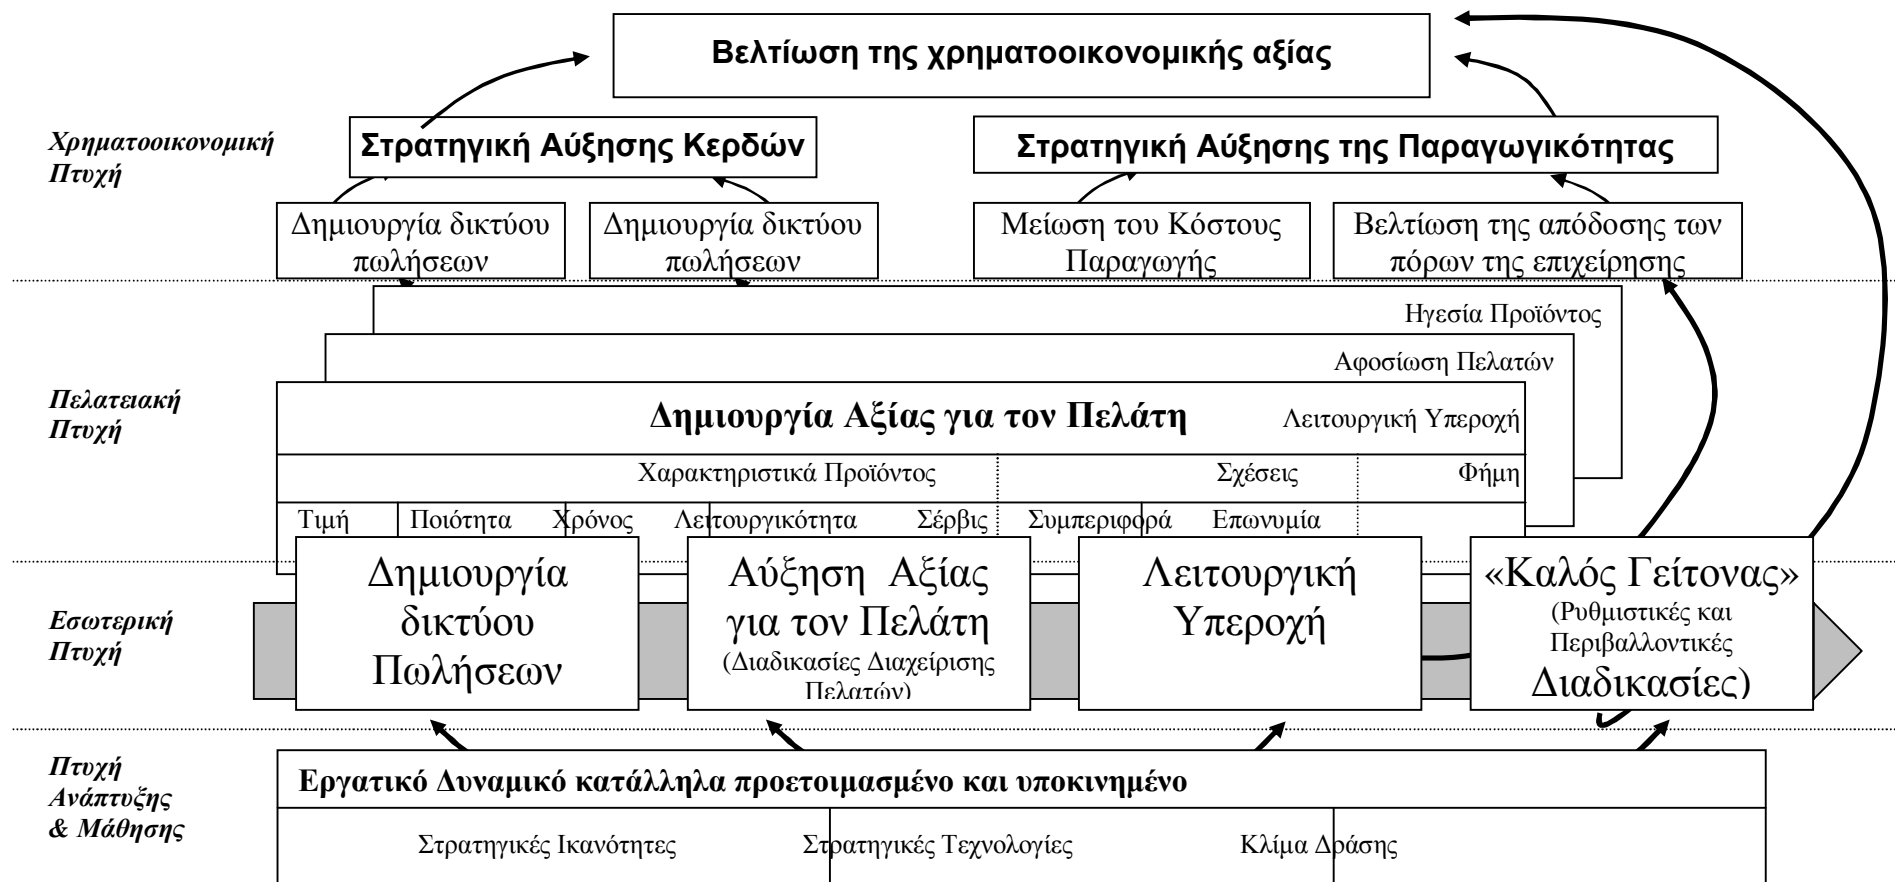 Βελτίωση της χρηματοοικονομικής αξίας
Χρηματοοικονομική
Πτυχή
Στρατηγική Αύξησης Κερδών
Στρατηγική Αύξησης της Παραγωγικότητας
Δημιουργία δικτύου
πωλήσεων
Δημιουργία δικτύου
πωλήσεων
Μείωση του Κόστους
Παραγωγής
Βελτίωση της απόδοσης των
πόρων της επιχείρησης
Πελατειακή
Πτυχή
Ηγεσία Προϊόντος
Αφοσίωση Πελατών
Δημιουργία Αξίας για τον Πελάτη
Λειτουργική Υπεροχή
Χαρακτηριστικά Προϊόντος
Σχέσεις
Φήμη
Τιμή
Ποιότητα
Χρόνος
Λειτουργικότητα
Σέρβις
Συμπεριφορά
Επωνυμία
Εσωτερική
Πτυχή
Δημιουργία
δικτύου
Πωλήσεων
Αύξηση Αξίας
για τον Πελάτη
(Διαδικασίες Διαχείρισης
Πελατών)
Λειτουργική
Υπεροχή
«Καλός Γείτονας»
(Ρυθμιστικές και
Περιβαλλοντικές
Διαδικασίες)
Πτυχή
Ανάπτυξης
& Μάθησης
Εργατικό Δυναμικό κατάλληλα προετοιμασμένο και υποκινημένο
Στρατηγικές Ικανότητες
Στρατηγικές Τεχνολογίες
Κλίμα Δράσης